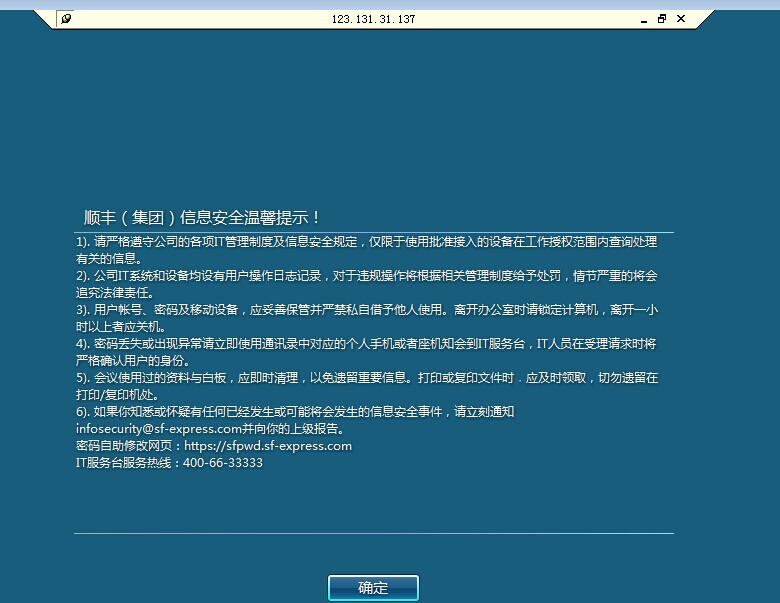 123.131.31.137
顺丰（集团）信息安全温馨提示！
1). 请严格遵守公司的各项IT管理制度及信息安全规定，仅限于使用批准接入的设备在工作授权范围内查询处理
有关的信息。
2). 公司IT系统和设备均设有用户操作日志记录，对于违规操作将根据相关管理制度给予处罚，情节严重的将会
追究法律责任。
3). 用户帐号、密码及移动设备，应妥善保管并严禁私自借予他人使用。离开办公室时请锁定计算机，离开一小
时以上者应关机。
4). 密码丢失或出现异常请立即使用通讯录中对应的个人手机或者座机知会到IT服务台，IT人员在受理请求时将
严格确认用户的身份。
5). 会议使用过的资料与白板，应即时清理，以免遗留重要信息。打印或复印文件时．应及时领取，切勿遗留在
打印/复印机处。
6). 如果你知悉或怀疑有任何已经发生或可能将会发生的信息安全事件，请立刻通知
infosecurity@sf-express.com并向你的上级报告。
密码自助修改网页：https://sfpwd.sf-express.com
IT服务台服务热线：400-66-33333
确定